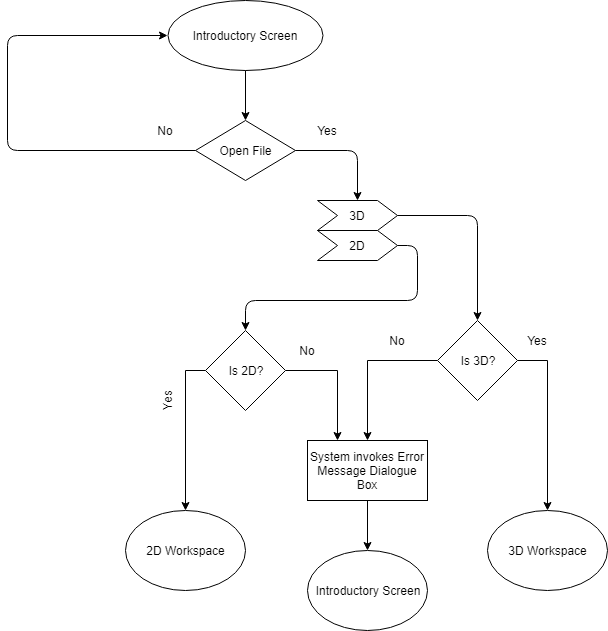 Introductory Screen
No
Yes
Open File
3D
2D
No
Yes
No
Is 3D?
Is 2D?
Yes
System invokes Error
Message Dialogue
Box
2D Workspace
3D Workspace
Introductory Screen